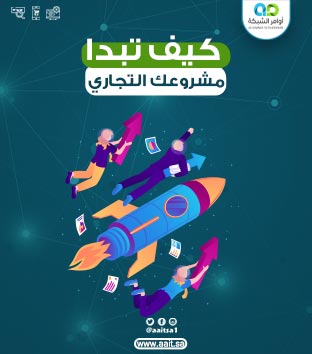 أوامر الشبكة
كيف تبدا
مشروعك التجاري
@aaitsa1
www.aait.sa